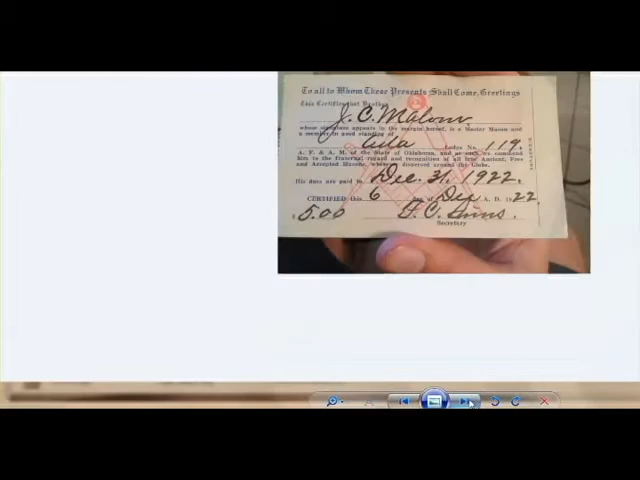 To all to Whom These Presents Shall Come, Greetings
This Certifies that Brother
J. C. Malom
whose signature appears in the margin hereof, is a Master Mason and
a member in good standing of
Ada Lodge No. 119
A. F. & A. M. of the State of Oklahoma, and as such we commend
him to the fraternal regard and recognition of all true Ancient, Free
and Accepted Masons, wherever dispersed around the Globe.
His dues are paid to Dec. 31, 1922.
CERTIFIED this 6 day of Dec A. D. 1922.
$5.00 F. C.
Secretary